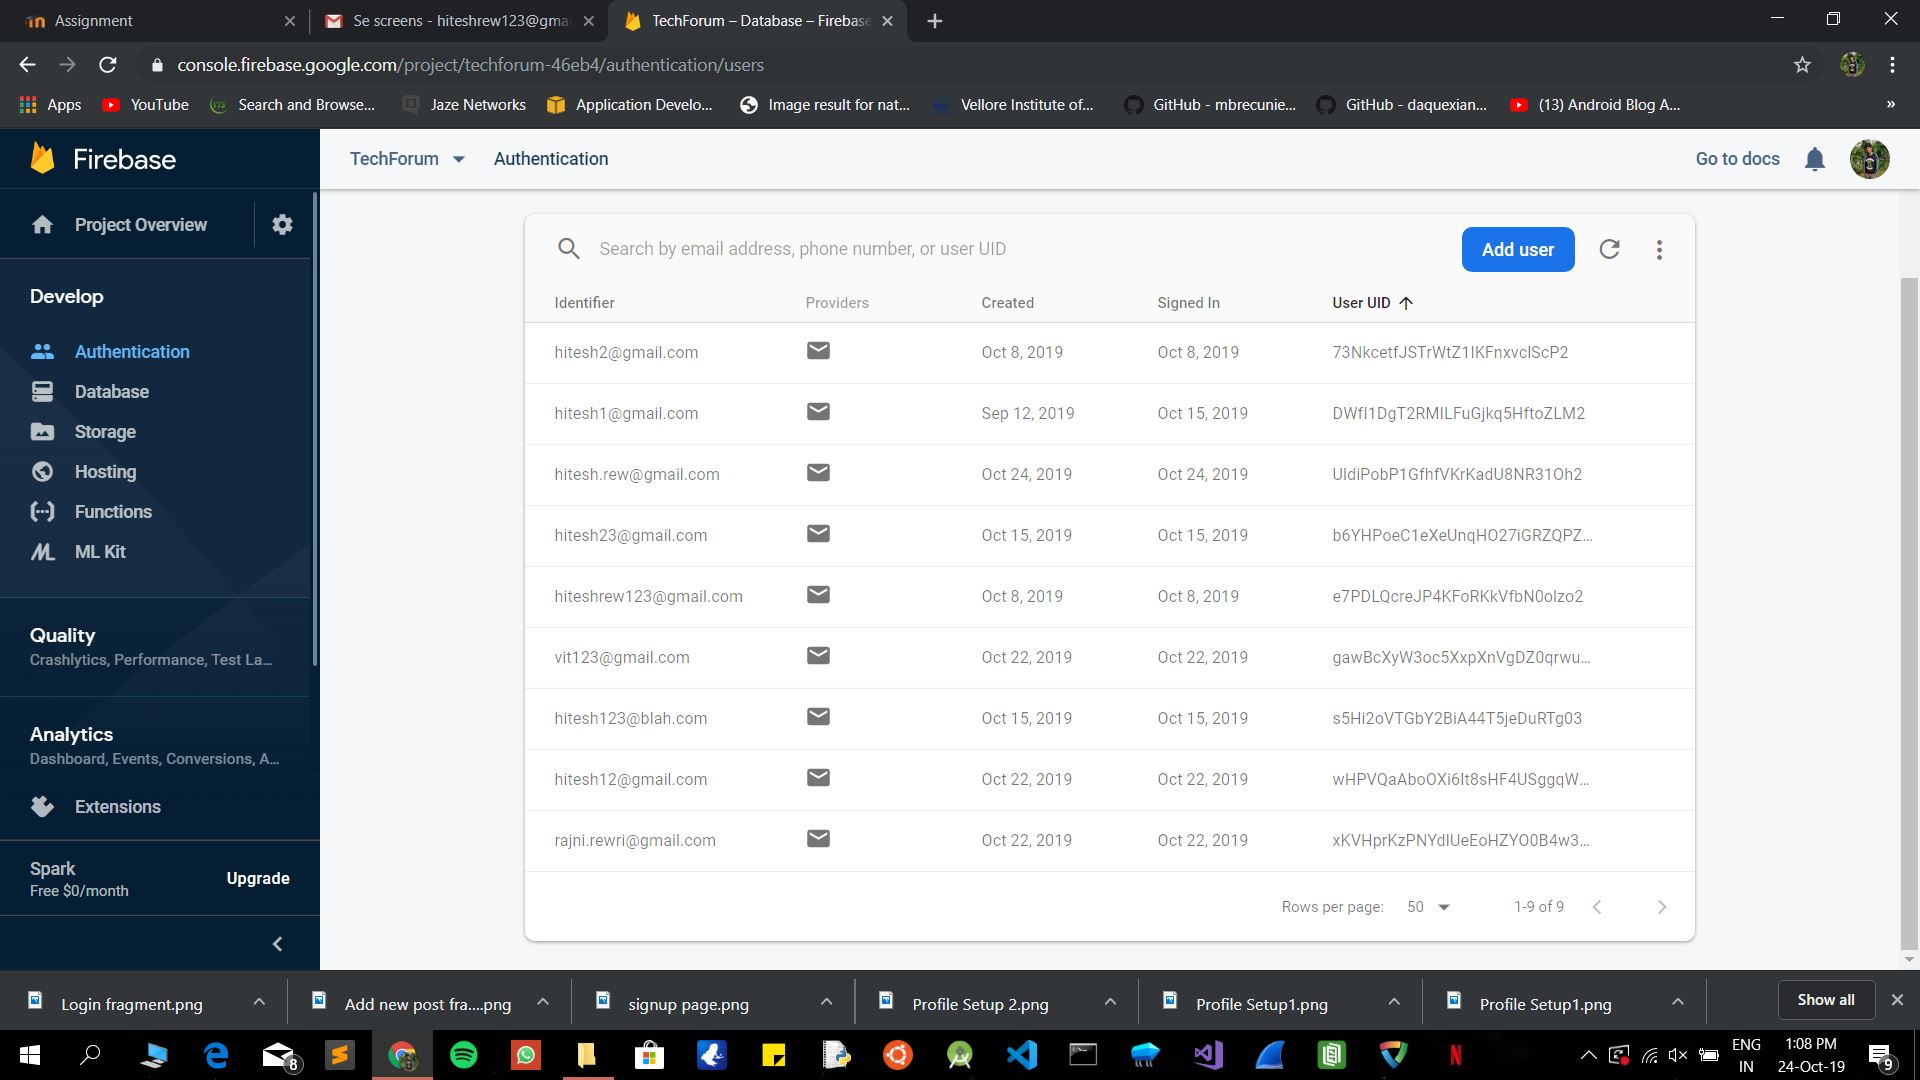 Assignment
Se screens - hiteshrew123@gmai
TechForum – Database – Firebase
console.firebase.google.com/project/techforum-46eb4/authentication/users
Apps YouTube Search and Browse... Jaze Networks Application Develo... Image result for nat... Vellore Institute of... GitHub - mbrecunie... GitHub - daquexian... (13) Android Blog A... »
Firebase
TechForum Authentication Go to docs
Project Overview
Develop
Authentication
Database
Storage
Hosting
Functions
ML Kit
Quality
Crashlytics, Performance, Test La...
Analytics
Dashboard, Events, Conversions, A...
Extensions
Spark
Free $0/month
Upgrade
Search by email address, phone number, or user UID
Add user
Identifier Providers Created Signed In User UID
hitesh2@gmail.com Oct 8, 2019 Oct 8, 2019 73NkcetfJSTrWtZ1IKFnxvclScP2
hitesh1@gmail.com Sep 12, 2019 Oct 15, 2019 DWfI1DgT2RMILFuGjkq5HftoZLM2
hitesh.rew@gmail.com Oct 24, 2019 Oct 24, 2019 UldiPobP1GfhfVKrKadU8NR31Oh2
hitesh23@gmail.com Oct 15, 2019 Oct 15, 2019 b6YHPoeC1eXeUnqHO27iGRZQPZ...
hiteshrew123@gmail.com Oct 8, 2019 Oct 8, 2019 e7PDLQcreJP4KFoRKkVfbN0olzo2
vit123@gmail.com Oct 22, 2019 Oct 22, 2019 gawBcXyW3oc5XxpXnVgDZ0qrwu...
hitesh123@blah.com Oct 15, 2019 Oct 15, 2019 s5Hi2oVTGbY2BiA44T5jeDuRTg03
hitesh12@gmail.com Oct 22, 2019 Oct 22, 2019 wHPVQaAboOXi6It8sHF4USggqW...
rajni.rewri@gmail.com Oct 22, 2019 Oct 22, 2019 xKVHprKzPNYdIUeEoHZYO0B4w3...
Rows per page: 50 1-9 of 9
Login fragment.png
Add new post fra....png
signup page.png
Profile Setup 2.png
Profile Setup1.png
Profile Setup1.png
Show all
8
ENG
IN
1:08 PM
24-Oct-19
9